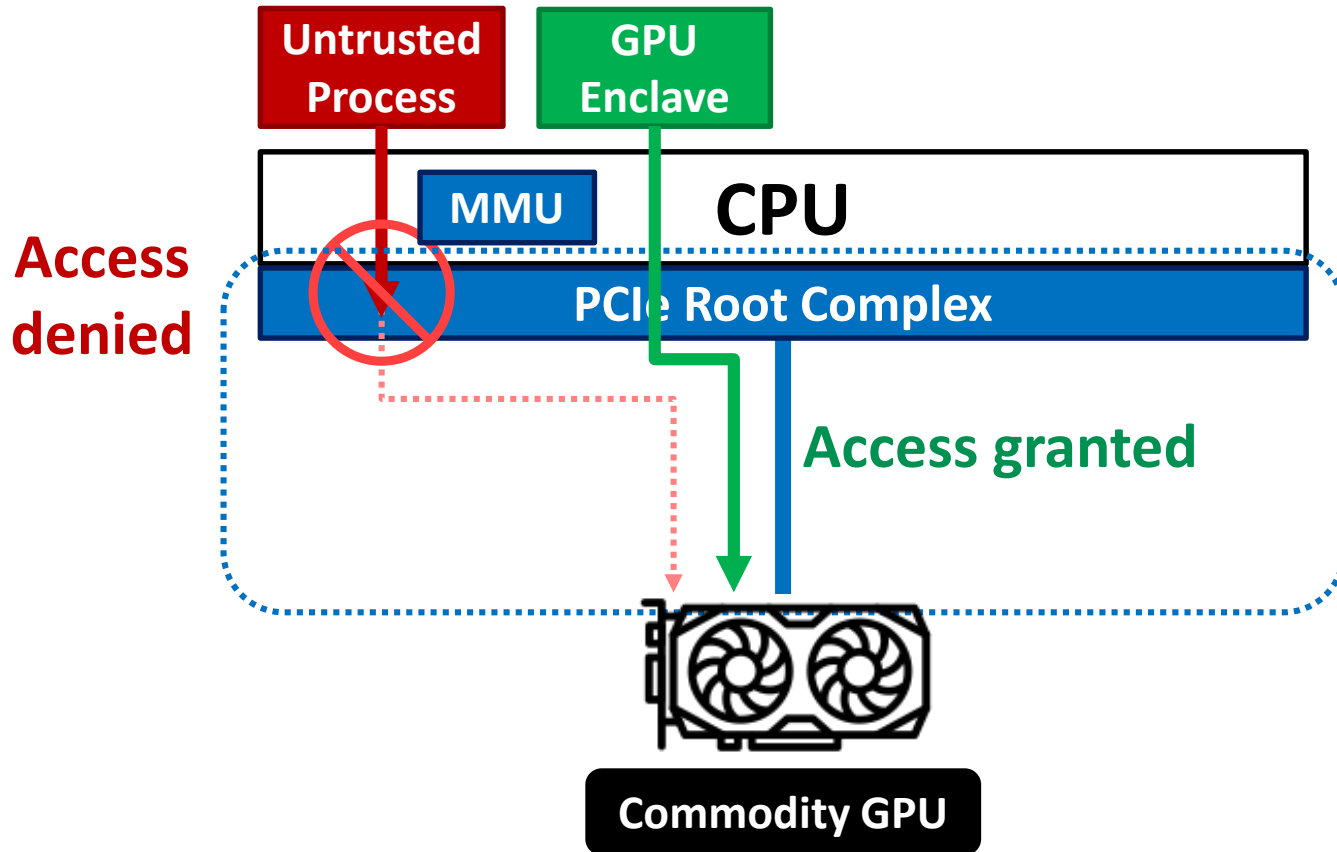 Untrusted
Process
GPU
Enclave
MMU
CPU
Access
denied
PCIe Root Complex
Access granted
Commodity GPU